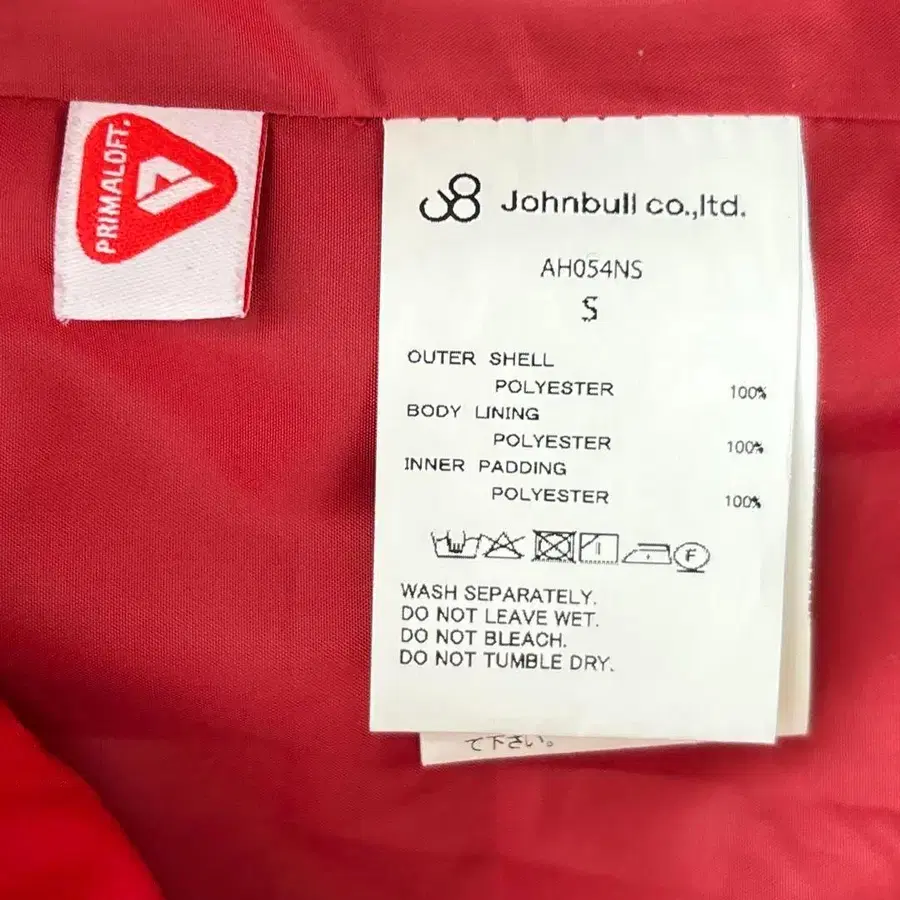 PRIMALOFT®
Johnbull co.,ltd.
AH054NS
S
OUTER SHELL
POLYESTER 100%
BODY LINING
POLYESTER 100%
INNER PADDING
POLYESTER 100%
F
WASH SEPARATELY.
DO NOT LEAVE WET.
DO NOT BLEACH.
DO NOT TUMBLE DRY.
て下さい。